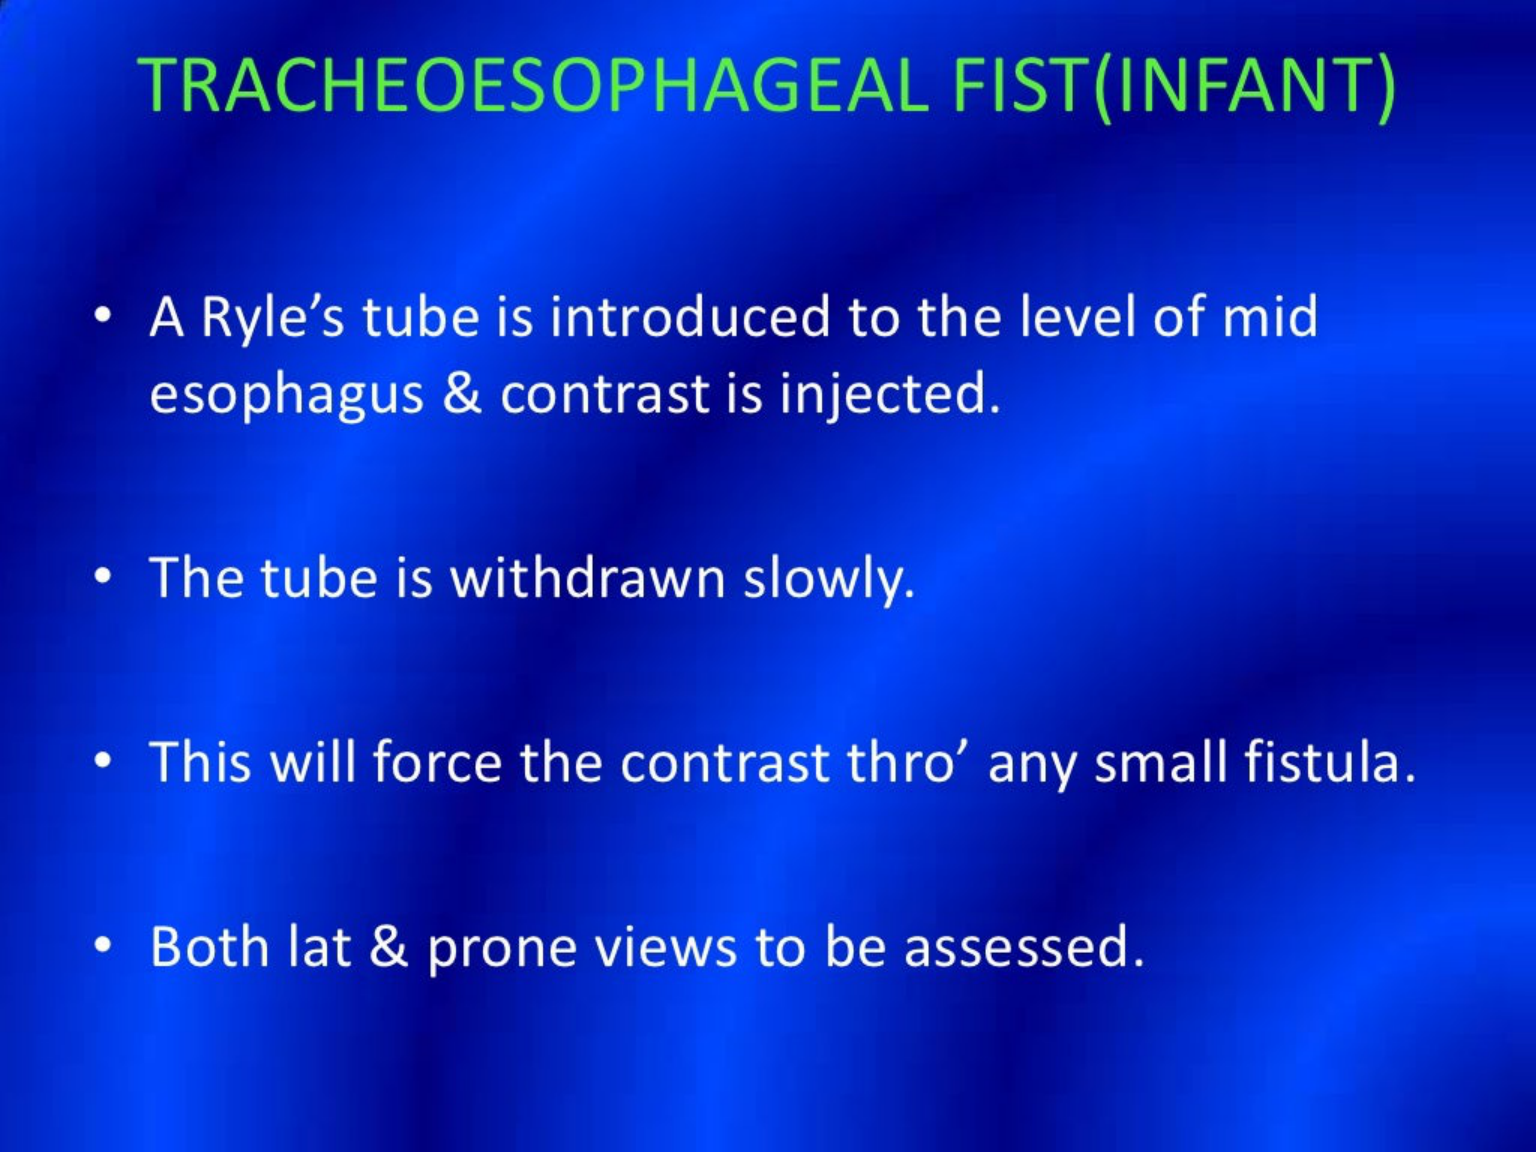 TRACHEOESOPHAGEAL FIST(INFANT)
• A Ryle’s tube is introduced to the level of mid
esophagus & contrast is injected.
• The tube is withdrawn slowly.
• This will force the contrast thro’ any small fistula.
• Both lat & prone views to be assessed.